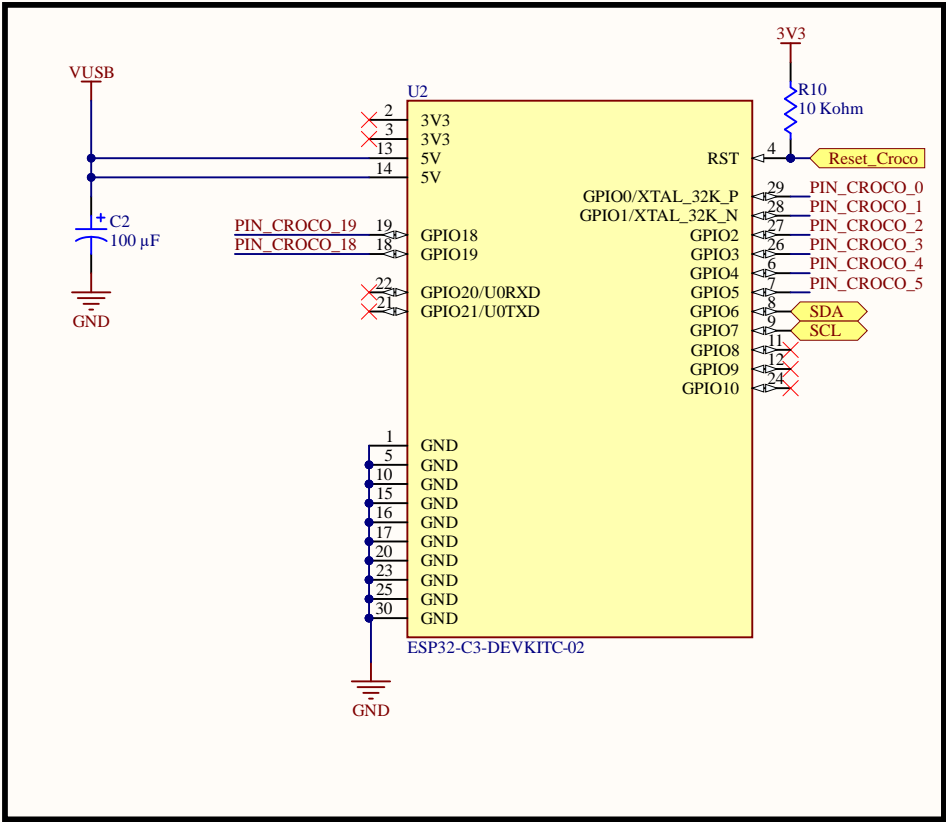 3V3
VUSB
R10
10 Kohm
U2
2 3V3
3 3V3
13 5V
14 5V
RST 4 Reset_Croco
GPIO0/XTAL_32K_P 29 PIN_CROCO_0
GPIO1/XTAL_32K_N 28 PIN_CROCO_1
C2
100 µF
PIN_CROCO_19 19 GPIO18
GPIO2 27 PIN_CROCO_2
PIN_CROCO_18 18 GPIO19
GPIO3 26 PIN_CROCO_3
GPIO4 6 PIN_CROCO_4
22 GPIO20/U0RXD
GPIO5 7 PIN_CROCO_5
21 GPIO21/U0TXD
GPIO6 8 SDA
GND
GPIO7 9 SCL
GPIO8 11
GPIO9 12
GPIO10 24
1 GND
5 GND
10 GND
15 GND
16 GND
17 GND
20 GND
23 GND
25 GND
30 GND
ESP32-C3-DEVKITC-02
GND